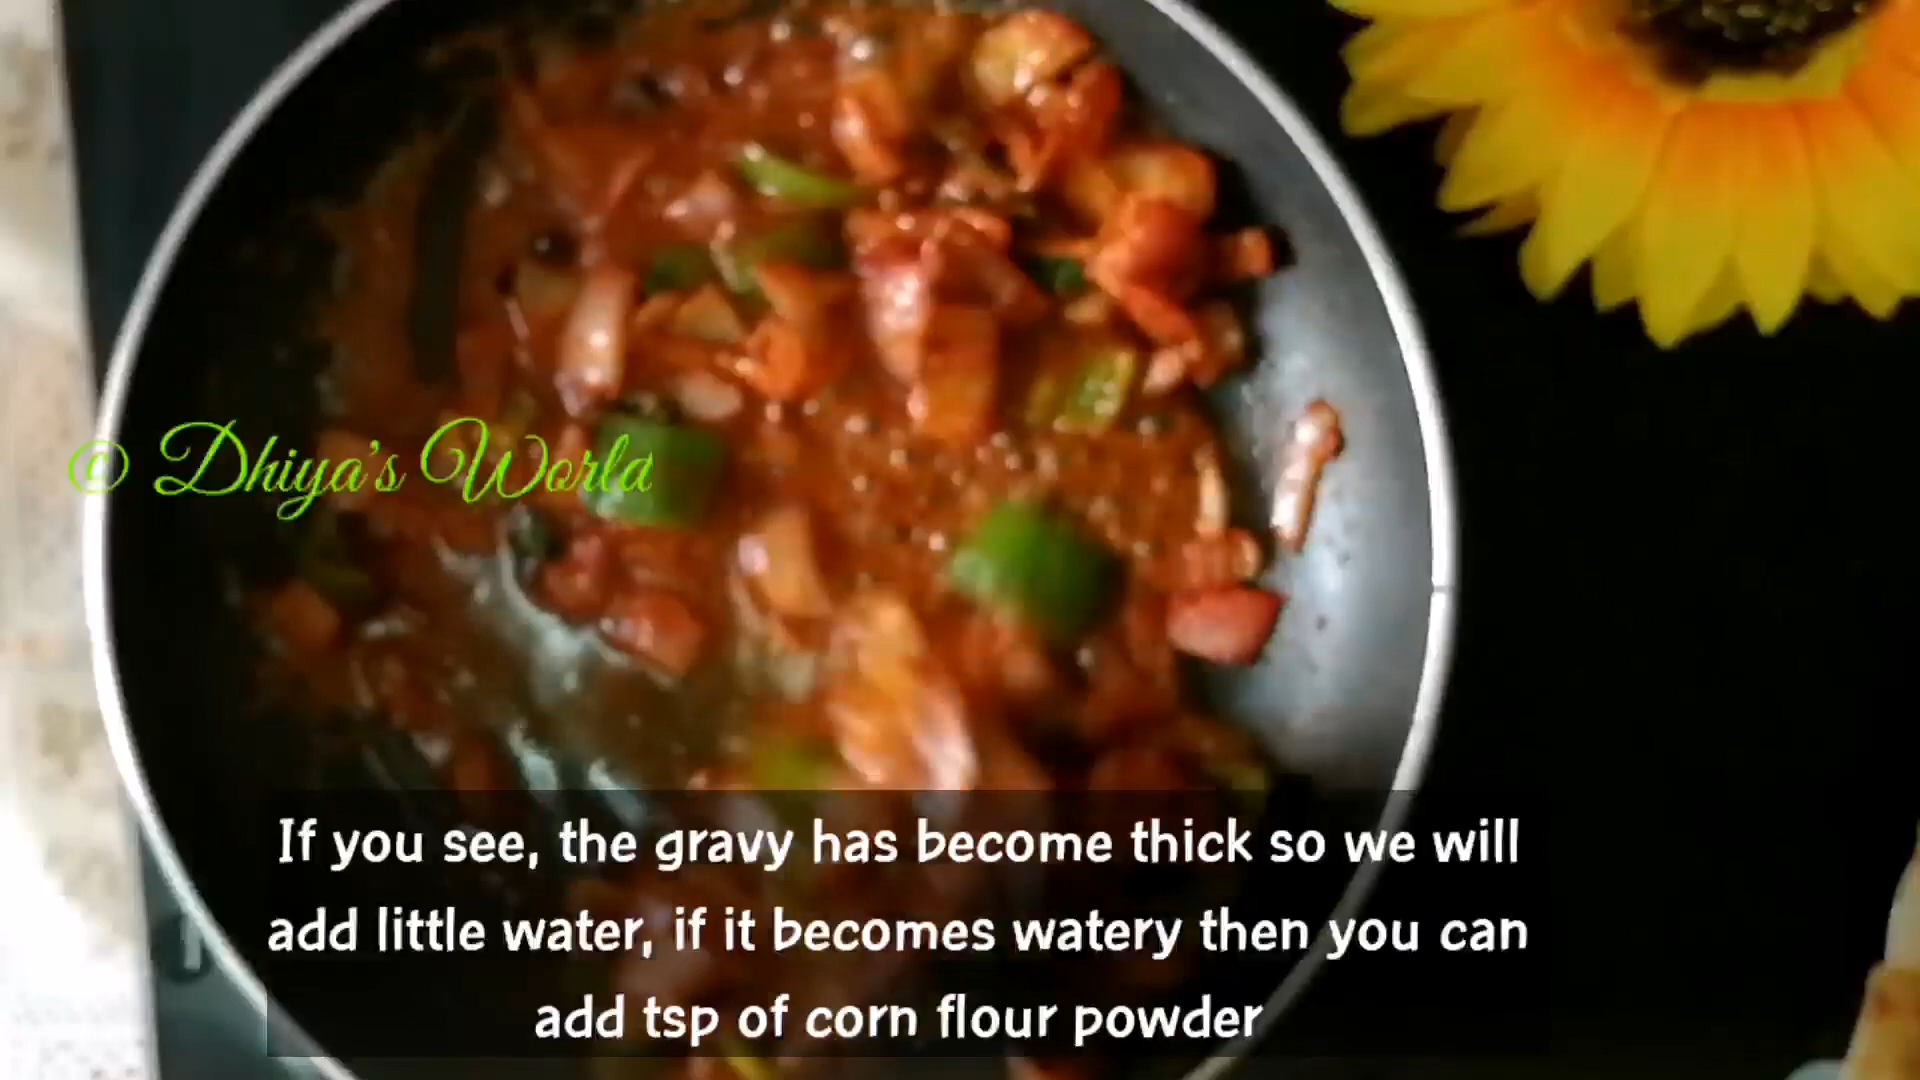 © Dhiya's World
If you see, the gravy has become thick so we will
add little water, if it becomes watery then you can
add tsp of corn flour powder